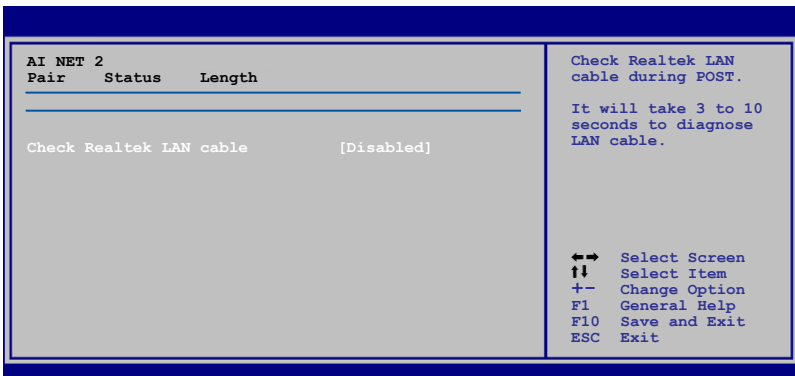 AI NET 2
Pair Status Length
Check Realtek LAN cable [Disabled]
Check Realtek LAN
cable during POST.
It will take 3 to 10
seconds to diagnose
LAN cable.
←→ Select Screen
↑↓ Select Item
+- Change Option
F1 General Help
F10 Save and Exit
ESC Exit